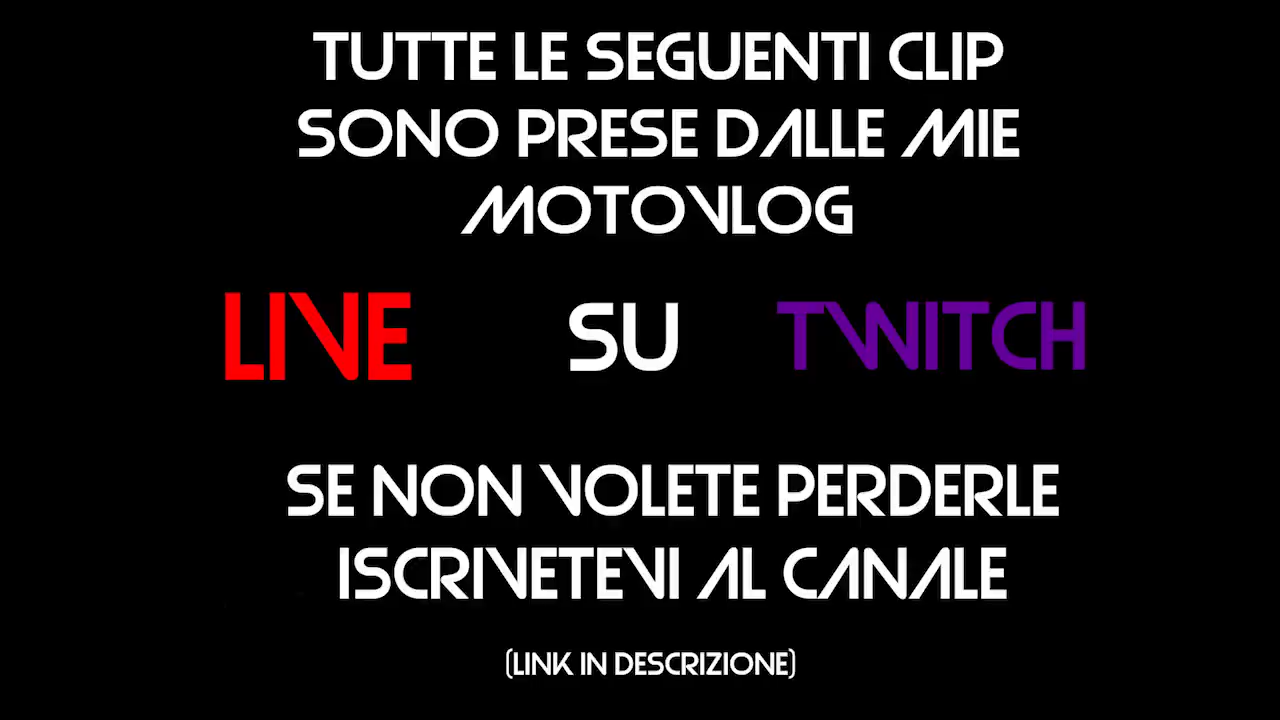 TUTTE LE SEGUENTI CLIP
SONO PRESE DALLE MIE
MOTOVLOG
LIVE SU TWITCH
SE NON VOLETE PERDERLE
ISCRIVETEVI AL CANALE
(LINK IN DESCRIZIONE)